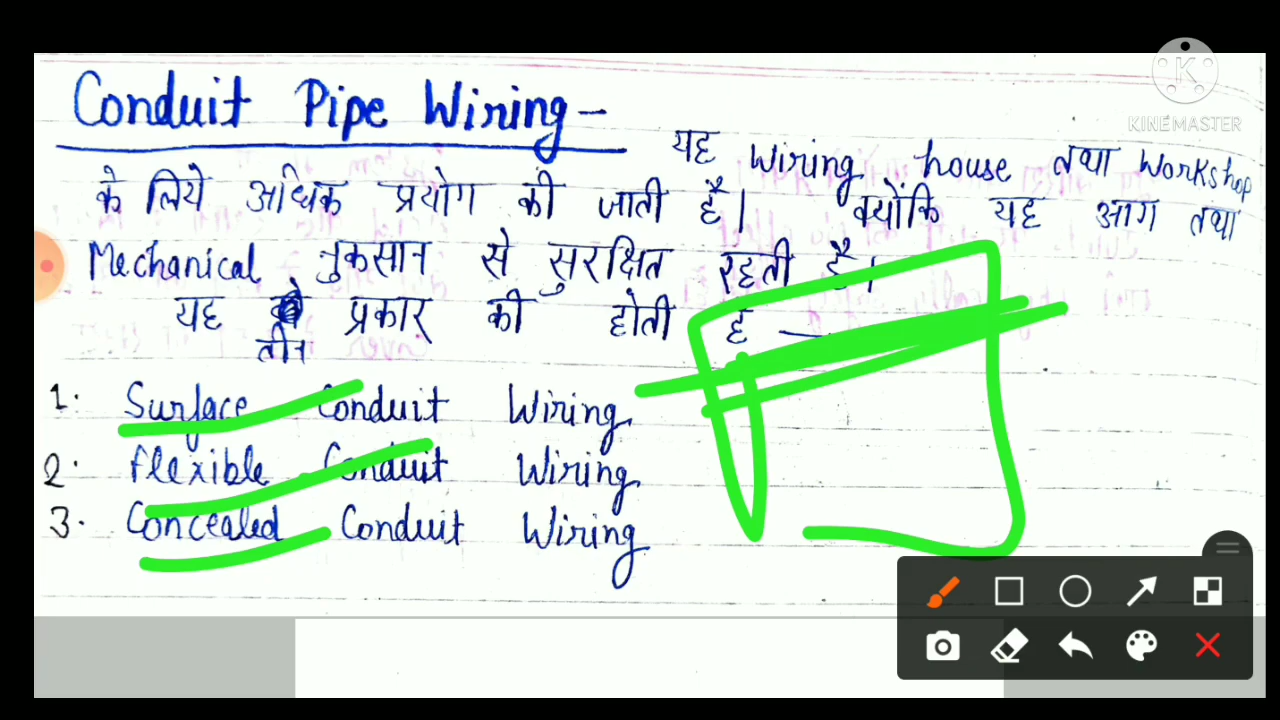 Conduit Pipe Wiring -
यह wiring house तथा workshop
के लिये अधिक प्रयोग की जाती है। क्योंकि यह आग तथा
Mechanical नुकसान से सुरक्षित रहती है।
यह तीन प्रकार की होती है —
1. Surface Conduit Wiring
2. Flexible Conduit Wiring
3. Concealed Conduit Wiring
K
KINEMASTER